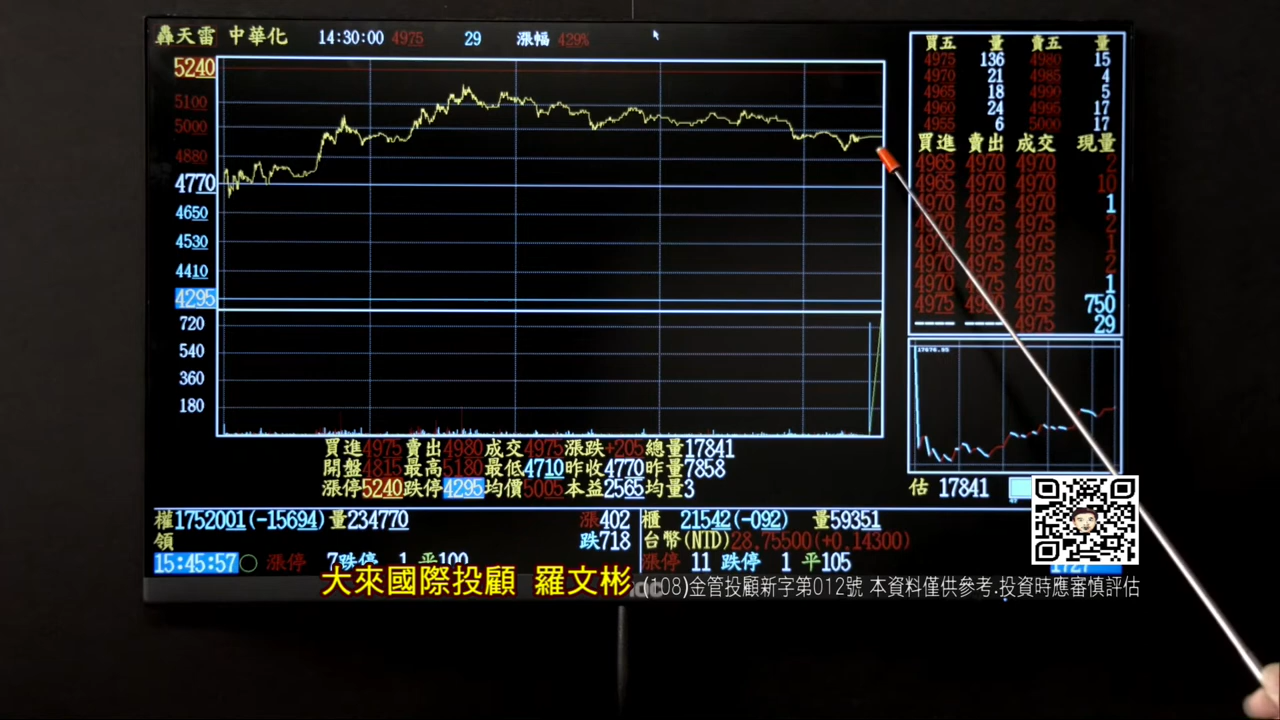 轟天雷 中華化 14:30:00 4975 29 漲幅 429%
5240
5100
5000
4880
4770
4650
4530
4410
4295
720
540
360
180
買五 量 賣五 量
4975 136 4980 15
4970 21 4985 4
4965 18 4990 5
4960 24 4995 17
4955 6 5000 17
買進 賣出 成交 現量
4965 4970 4970 2
4965 4970 4970 10
4970 4975 4970 1
4970 4975 4975 2
4970 4975 4975 1
4970 4975 4975 2
4970 4975 4970 1
4975 4975 750
---- ---- 4975 29
17676.95
買進4975賣出4980成交4975漲跌+205總量17841
開盤4815最高5180最低4710昨收4770昨量7858
漲停5240跌停4295均價5005本益2565均量3
估 17841
權1752001(-15694)量234770 漲402
櫃 21542(-092) 量59351
領 跌718
台幣(NTD)28.75500(+0.14300)
15:45:57 漲停 7跌停 1 平100
漲停 11 跌停 1 平105
大來國際投顧 羅文彬
(108)金管投顧新字第012號 本資料僅供參考.投資時應審慎評估